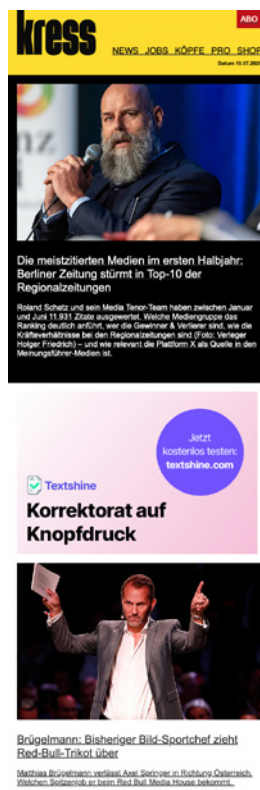 kress
ABO
NEWS JOBS KÖPFE PRO SHOP
Die meistzitierten Medien im ersten Halbjahr:
Berliner Zeitung stürmt in Top-10 der
Regionalzeitungen
Roland Schatz und sein Media Tenor-Team haben zwischen Januar
und Juni 11.931 Zitate ausgewertet. Welche Mediengruppe das
Ranking deutlich anführt, wer die Gewinner & Verlierer sind, wie die
Kräfteverhältnisse bei den Regionalzeitungen sind (Foto: Verleger
Holger Friedrich) – und wie relevant die Plattform X als Quelle in den
Meinungsführer-Medien ist.
Jetzt
kostenlos testen:
textshine.com
Textshine
Korrektorat auf
Knopfdruck
Brügelmann: Bisheriger Bild-Sportchef zieht
Red-Bull-Trikot über
Matthias Brügelmann verlässt Axel Springer in Richtung Österreich.
Welchen Spitzenjob er beim Red Bull Media House bekommt.